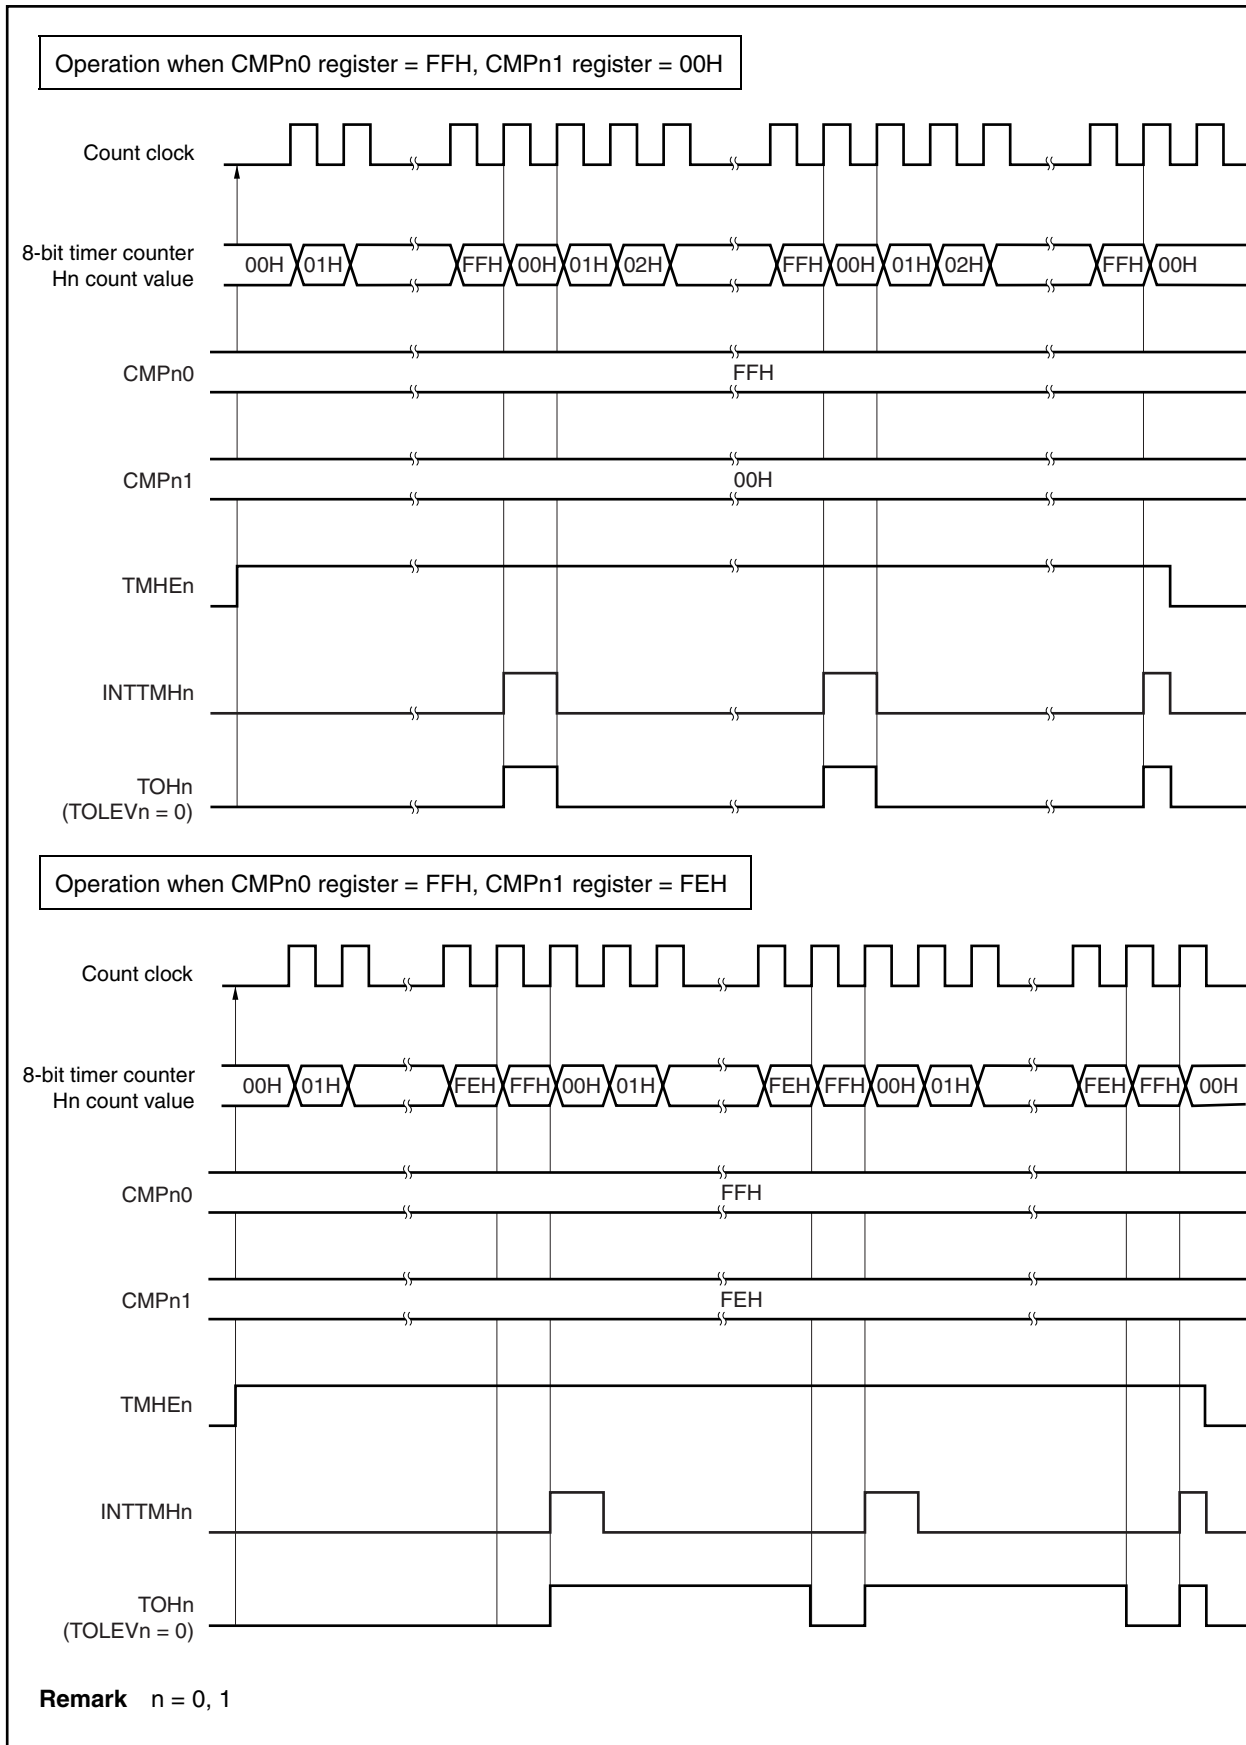 Operation when CMPn0 register = FFH, CMPn1 register = 00H
Count clock
8-bit timer counter
Hn count value
00H 01H FFH 00H 01H 02H FFH 00H 01H 02H FFH 00H
CMPn0
FFH
CMPn1
00H
TMHEn
INTTMHn
TOHn
(TOLEVn = 0)
Operation when CMPn0 register = FFH, CMPn1 register = FEH
Count clock
8-bit timer counter
Hn count value
00H 01H FEH FFH 00H 01H FEH FFH 00H 01H FEH FFH 00H
CMPn0
FFH
CMPn1
FEH
TMHEn
INTTMHn
TOHn
(TOLEVn = 0)
Remark n = 0, 1